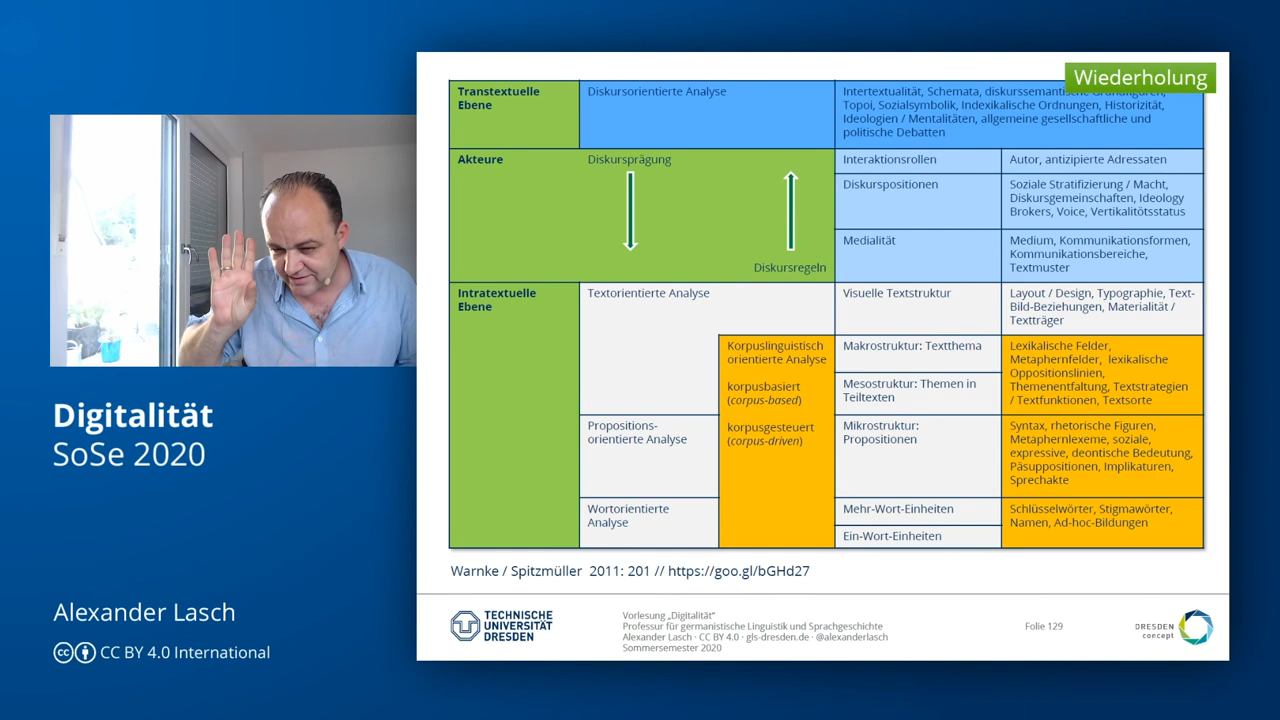 Wiederholung
Transtextuelle
Ebene
Diskursorientierte Analyse
Intertextualität, Schemata, diskurssemantische Grundfiguren,
Topoi, Sozialsymbolik, Indexikalische Ordnungen, Historizität,
Ideologien / Mentalitäten, allgemeine gesellschaftliche und
politische Debatten
Akteure
Diskursprägung
Diskursregeln
Interaktionsrollen
Autor, antizipierte Adressaten
Diskurspositionen
Soziale Stratifizierung / Macht,
Diskursgemeinschaften, Ideology
Brokers, Voice, Vertikalitätsstatus
Medialität
Medium, Kommunikationsformen,
Kommunikationsbereiche,
Textmuster
Intratextuelle
Ebene
Textorientierte Analyse
Visuelle Textstruktur
Layout / Design, Typographie, Text-
Bild-Beziehungen, Materialität /
Textträger
Korpuslinguistisch
orientierte Analyse
korpusbasiert
(corpus-based)
korpusgesteuert
(corpus-driven)
Makrostruktur: Textthema
Mesostruktur: Themen in
Teiltexten
Lexikalische Felder,
Metaphernfelder, lexikalische
Oppositionslinien,
Themenentfaltung, Textstrategien
/ Textfunktionen, Textsorte
Propositions-
orientierte Analyse
Mikrostruktur:
Propositionen
Syntax, rhetorische Figuren,
Metaphernlexeme, soziale,
expressive, deontische Bedeutung,
Päsuppositionen, Implikaturen,
Sprechakte
Wortorientierte
Analyse
Mehr-Wort-Einheiten
Ein-Wort-Einheiten
Schlüsselwörter, Stigmawörter,
Namen, Ad-hoc-Bildungen
Warnke / Spitzmüller 2011: 201 // https://goo.gl/bGHd27
TECHNISCHE
UNIVERSITÄT
DRESDEN
Vorlesung „Digitalität“
Professur für germanistische Linguistik und Sprachgeschichte
Alexander Lasch · CC BY 4.0 · gls-dresden.de · @alexanderlasch
Sommersemester 2020
Folie 129
DRESDEN
concept
Digitalität
SoSe 2020
Alexander Lasch
CC BY 4.0 International